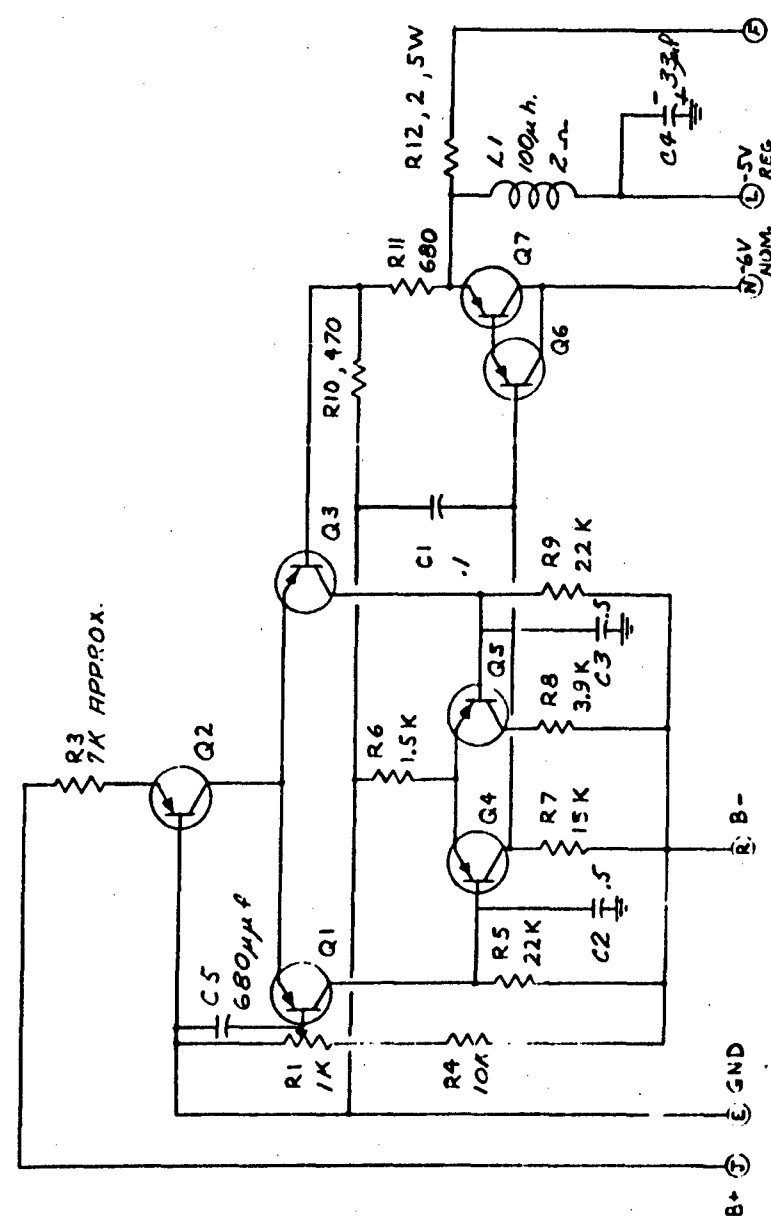 R3
7K APPROX.
Q2
C5
680µµf
Q1
R1
1K
R4
10K
R5
22K
C2
.5
R6
1.5K
Q4
R7
15K
Q5
R8
3.9K
C3
.5
Q3
C1
.1
R9
22K
R10, 470
R11
680
Q7
Q6
R12, 2, 5W
L1
100µh.
2Ω
C4
-
+
33µf
B+ J
E GND
R B-
N -6V
NOM.
L -5V
REG
F